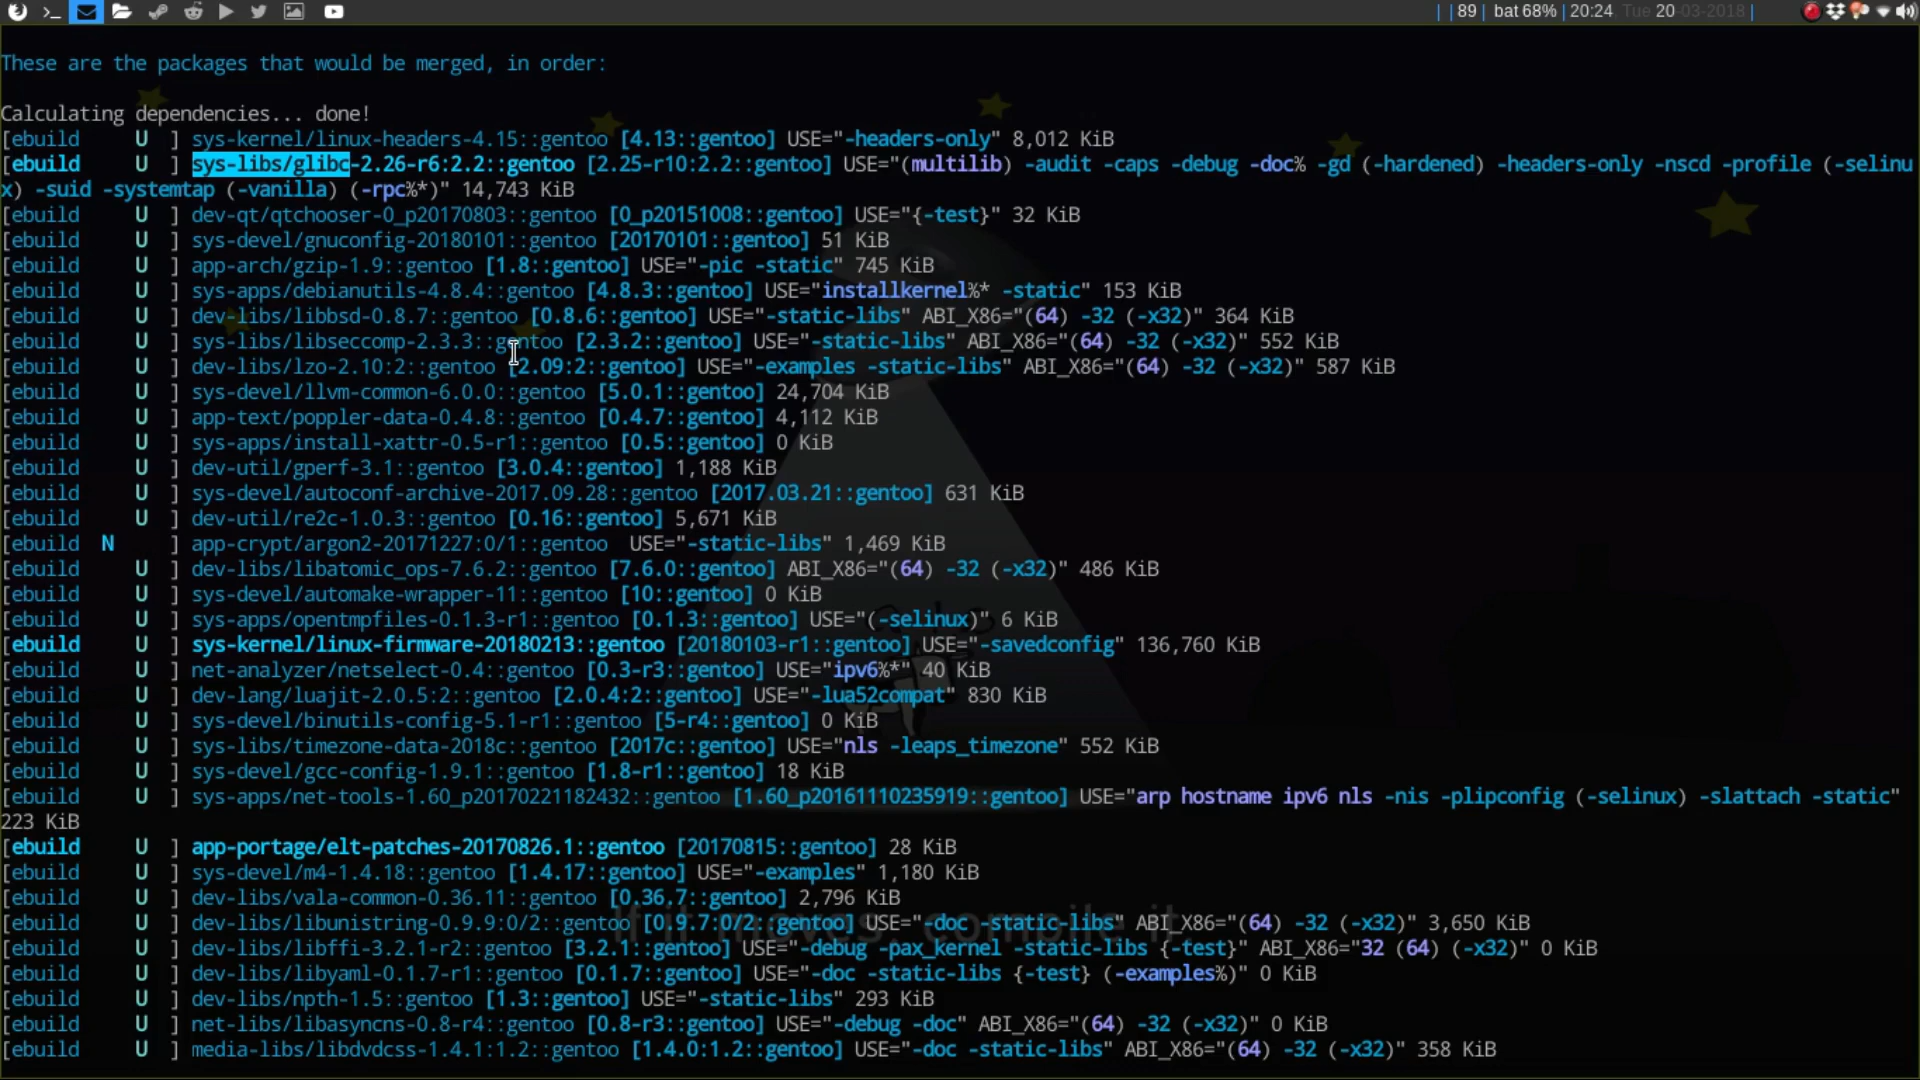 | | 89 | bat 68% | 20:24 Tue 20-03-2018 |
These are the packages that would be merged, in order:
Calculating dependencies... done!
[ebuild     U  ] sys-kernel/linux-headers-4.15::gentoo [4.13::gentoo] USE="-headers-only" 8,012 KiB
[ebuild     U  ] sys-libs/glibc-2.26-r6:2.2::gentoo [2.25-r10:2.2::gentoo] USE="(multilib) -audit -caps -debug -doc% -gd (-hardened) -headers-only -nscd -profile (-selinu
x) -suid -systemtap (-vanilla) (-rpc%*)" 14,743 KiB
[ebuild     U  ] dev-qt/qtchooser-0_p20170803::gentoo [0_p20151008::gentoo] USE="{-test}" 32 KiB
[ebuild     U  ] sys-devel/gnuconfig-20180101::gentoo [20170101::gentoo] 51 KiB
[ebuild     U  ] app-arch/gzip-1.9::gentoo [1.8::gentoo] USE="-pic -static" 745 KiB
[ebuild     U  ] sys-apps/debianutils-4.8.4::gentoo [4.8.3::gentoo] USE="installkernel%* -static" 153 KiB
[ebuild     U  ] dev-libs/libbsd-0.8.7::gentoo [0.8.6::gentoo] USE="-static-libs" ABI_X86="(64) -32 (-x32)" 364 KiB
[ebuild     U  ] sys-libs/libseccomp-2.3.3::gentoo [2.3.2::gentoo] USE="-static-libs" ABI_X86="(64) -32 (-x32)" 552 KiB
[ebuild     U  ] dev-libs/lzo-2.10:2::gentoo [2.09:2::gentoo] USE="-examples -static-libs" ABI_X86="(64) -32 (-x32)" 587 KiB
[ebuild     U  ] sys-devel/llvm-common-6.0.0::gentoo [5.0.1::gentoo] 24,704 KiB
[ebuild     U  ] app-text/poppler-data-0.4.8::gentoo [0.4.7::gentoo] 4,112 KiB
[ebuild     U  ] sys-apps/install-xattr-0.5-r1::gentoo [0.5::gentoo] 0 KiB
[ebuild     U  ] dev-util/gperf-3.1::gentoo [3.0.4::gentoo] 1,188 KiB
[ebuild     U  ] sys-devel/autoconf-archive-2017.09.28::gentoo [2017.03.21::gentoo] 631 KiB
[ebuild     U  ] dev-util/re2c-1.0.3::gentoo [0.16::gentoo] 5,671 KiB
[ebuild  N     ] app-crypt/argon2-20171227:0/1::gentoo  USE="-static-libs" 1,469 KiB
[ebuild     U  ] dev-libs/libatomic_ops-7.6.2::gentoo [7.6.0::gentoo] ABI_X86="(64) -32 (-x32)" 486 KiB
[ebuild     U  ] sys-devel/automake-wrapper-11::gentoo [10::gentoo] 0 KiB
[ebuild     U  ] sys-apps/opentmpfiles-0.1.3-r1::gentoo [0.1.3::gentoo] USE="(-selinux)" 6 KiB
[ebuild     U  ] sys-kernel/linux-firmware-20180213::gentoo [20180103-r1::gentoo] USE="-savedconfig" 136,760 KiB
[ebuild     U  ] net-analyzer/netselect-0.4::gentoo [0.3-r3::gentoo] USE="ipv6%*" 40 KiB
[ebuild     U  ] dev-lang/luajit-2.0.5:2::gentoo [2.0.4:2::gentoo] USE="-lua52compat" 830 KiB
[ebuild     U  ] sys-devel/binutils-config-5.1-r1::gentoo [5-r4::gentoo] 0 KiB
[ebuild     U  ] sys-libs/timezone-data-2018c::gentoo [2017c::gentoo] USE="nls -leaps_timezone" 552 KiB
[ebuild     U  ] sys-devel/gcc-config-1.9.1::gentoo [1.8-r1::gentoo] 18 KiB
[ebuild     U  ] sys-apps/net-tools-1.60_p20170221182432::gentoo [1.60_p20161110235919::gentoo] USE="arp hostname ipv6 nls -nis -plipconfig (-selinux) -slattach -static"
223 KiB
[ebuild     U  ] app-portage/elt-patches-20170826.1::gentoo [20170815::gentoo] 28 KiB
[ebuild     U  ] sys-devel/m4-1.4.18::gentoo [1.4.17::gentoo] USE="-examples" 1,180 KiB
[ebuild     U  ] dev-libs/vala-common-0.36.11::gentoo [0.36.7::gentoo] 2,796 KiB
[ebuild     U  ] dev-libs/libunistring-0.9.9:0/2::gentoo [0.9.7:0/2::gentoo] USE="-doc -static-libs" ABI_X86="(64) -32 (-x32)" 3,650 KiB
[ebuild     U  ] dev-libs/libffi-3.2.1-r2::gentoo [3.2.1::gentoo] USE="-debug -pax_kernel -static-libs {-test}" ABI_X86="32 (64) (-x32)" 0 KiB
[ebuild     U  ] dev-libs/libyaml-0.1.7-r1::gentoo [0.1.7::gentoo] USE="-doc -static-libs {-test} (-examples%)" 0 KiB
[ebuild     U  ] dev-libs/npth-1.5::gentoo [1.3::gentoo] USE="-static-libs" 293 KiB
[ebuild     U  ] net-libs/libasyncns-0.8-r4::gentoo [0.8-r3::gentoo] USE="-debug -doc" ABI_X86="(64) -32 (-x32)" 0 KiB
[ebuild     U  ] media-libs/libdvdcss-1.4.1:1.2::gentoo [1.4.0:1.2::gentoo] USE="-doc -static-libs" ABI_X86="(64) -32 (-x32)" 358 KiB